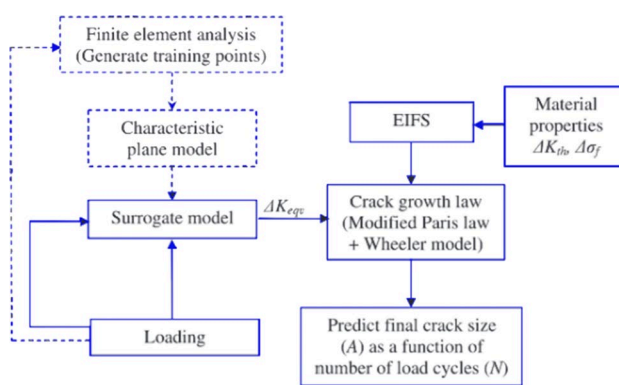 Finite element analysis
(Generate training points)
Characteristic
plane model
Surrogate model
Loading
ΔK_eqv
EIFS
Material
properties
ΔK_th, Δσ_f
Crack growth law
(Modified Paris law
+ Wheeler model)
Predict final crack size
(A) as a function of
number of load cycles (N)